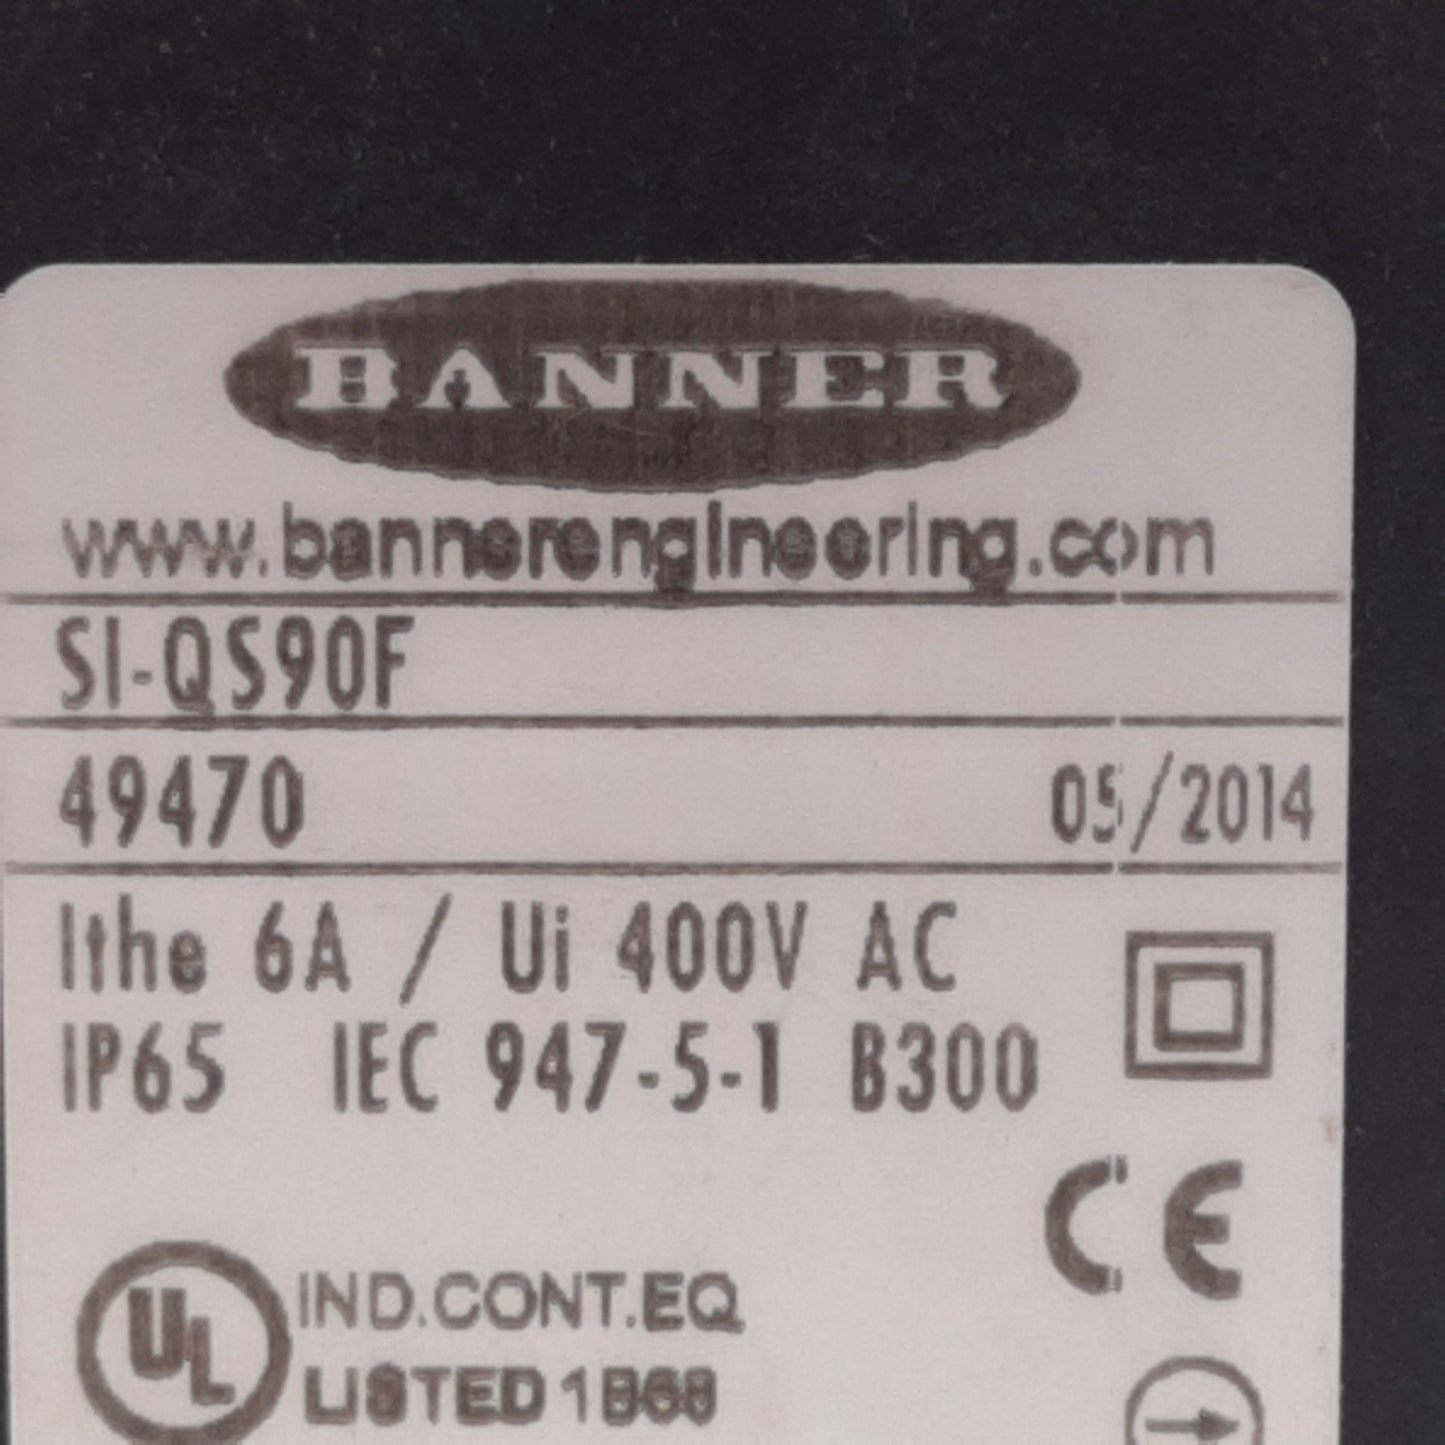 BANNER
www.bannerengineering.com
SI-QS90F
49470 05/2014
Ithe 6A / Ui 400V AC
IP65 IEC 947-5-1 B300
CE
UL IND.CONT.EQ
LISTED